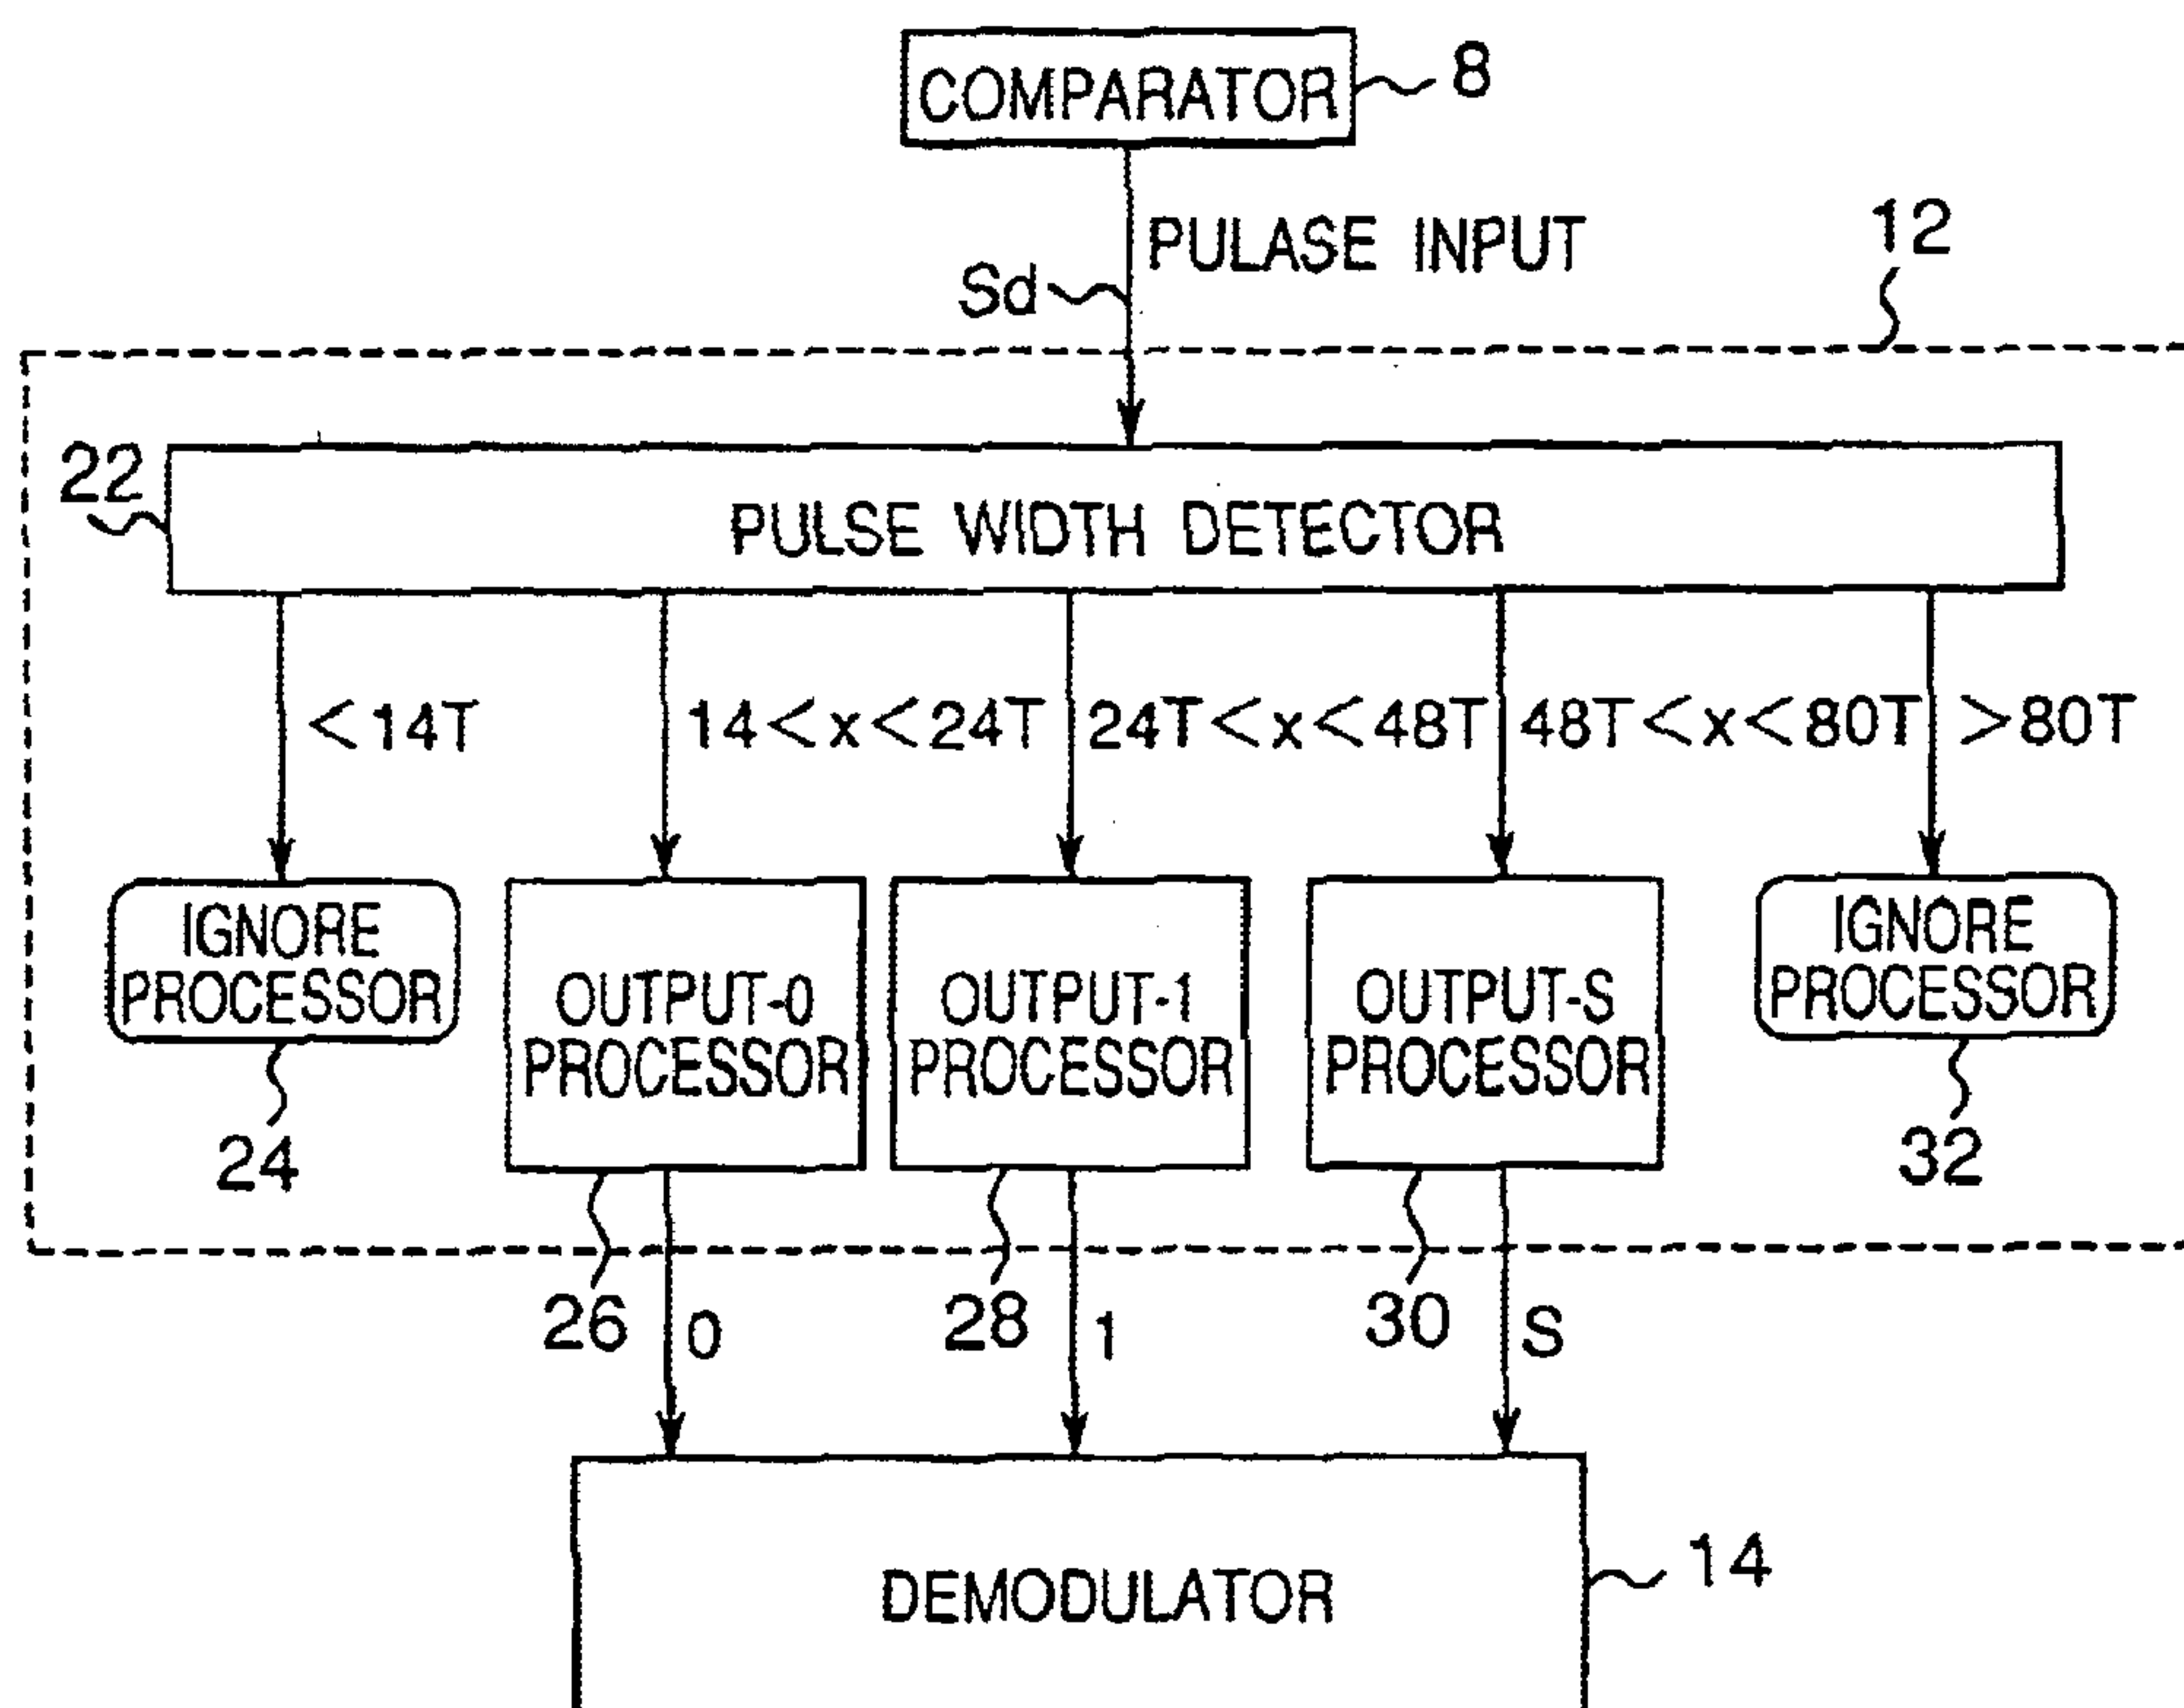 COMPARATOR
8
PULASE INPUT
12
Sd
22
PULSE WIDTH DETECTOR
<14T
14<x<24T
24T<x<48T
48T<x<80T
>80T
IGNORE
PROCESSOR
OUTPUT-0
PROCESSOR
OUTPUT-1
PROCESSOR
OUTPUT-S
PROCESSOR
IGNORE
PROCESSOR
24
32
26
0
28
1
30
S
DEMODULATOR
14